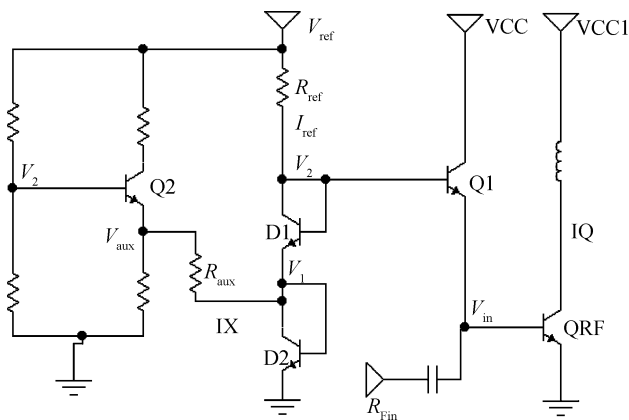 V_ref
VCC
VCC1
R_ref
I_ref
V_2
V_2
Q2
Q1
D1
IQ
V_aux
R_aux
V_1
IX
V_in
QRF
D2
R_Fin